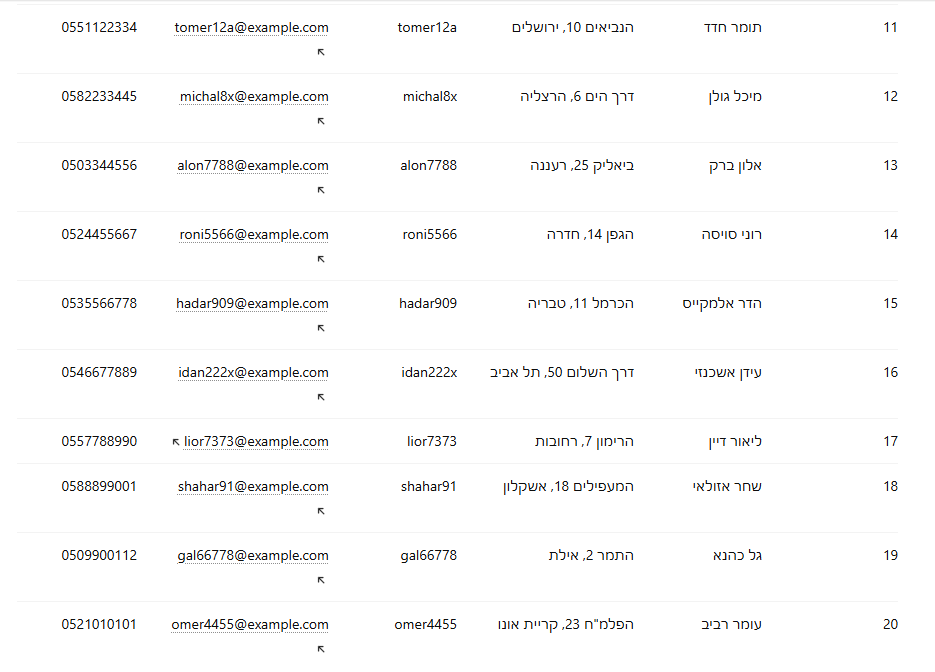 11 תומר חדד הנביאים 10, ירושלים tomer12a tomer12a@example.com 0551122334
12 מיכל גולן דרך הים 6, הרצליה michal8x michal8x@example.com 0582233445
13 אלון ברק ביאליק 25, רעננה alon7788 alon7788@example.com 0503344556
14 רוני סויסה הגפן 14, חדרה roni5566 roni5566@example.com 0524455667
15 הדר אלמקייס הכרמל 11, טבריה hadar909 hadar909@example.com 0535566778
16 עידן אשכנזי דרך השלום 50, תל אביב idan222x idan222x@example.com 0546677889
17 ליאור דיין הרימון 7, רחובות lior7373 lior7373@example.com 0557788990
18 שחר אזולאי המעפילים 18, אשקלון shahar91 shahar91@example.com 0588899001
19 גל כהנא התמר 2, אילת gal66778 gal66778@example.com 0509900112
20 עומר רביב הפלמ"ח 23, קריית אונו omer4455 omer4455@example.com 0521010101